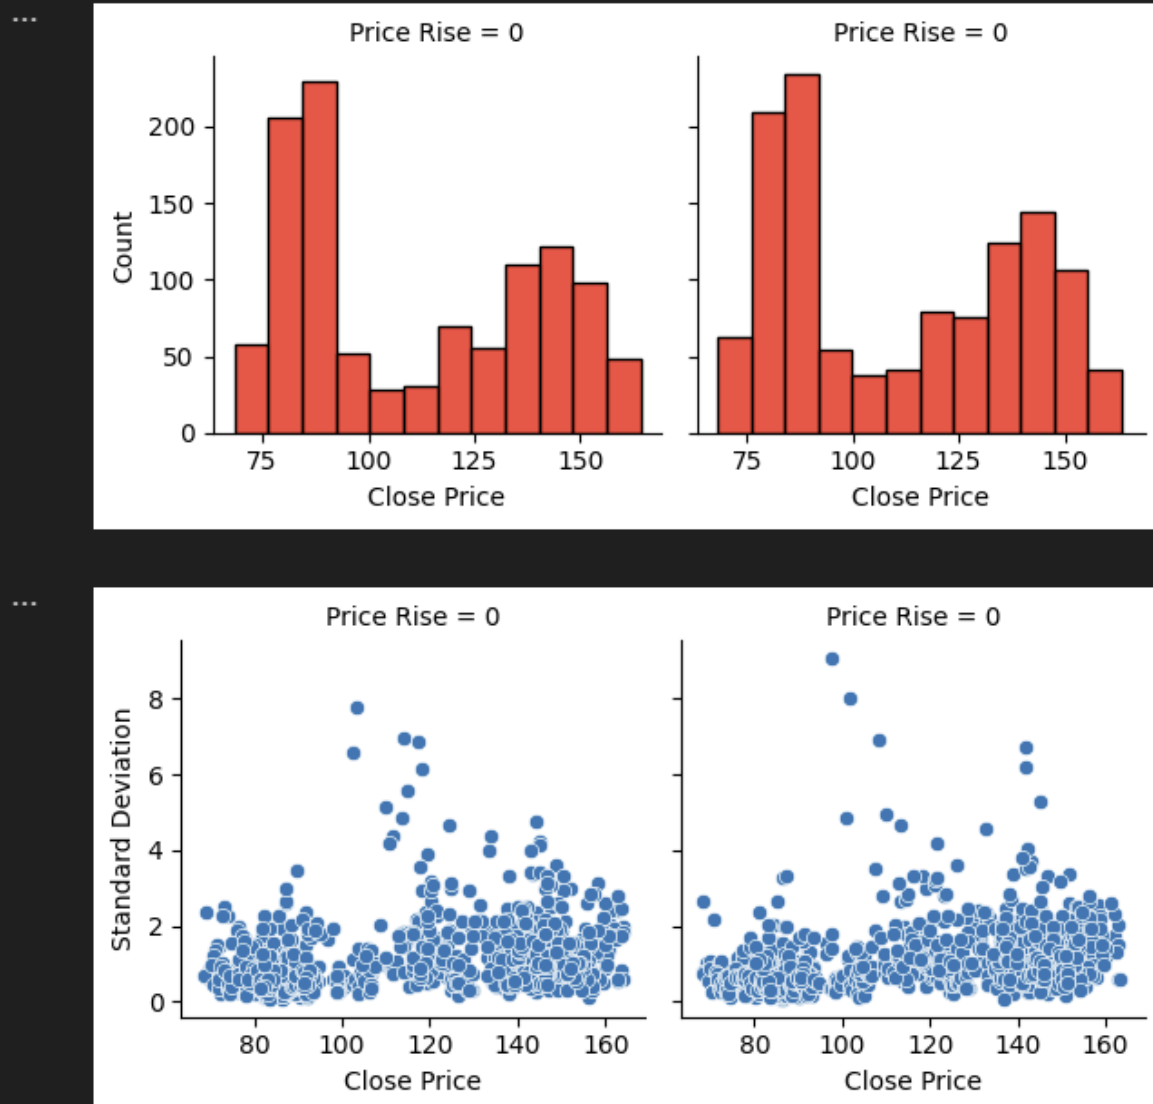 ...
Price Rise = 0
Price Rise = 0
200
150
100
50
0
Count
75 100 125 150
75 100 125 150
Close Price
Close Price
...
Price Rise = 0
Price Rise = 0
8
6
4
2
0
Standard Deviation
80 100 120 140 160
80 100 120 140 160
Close Price
Close Price